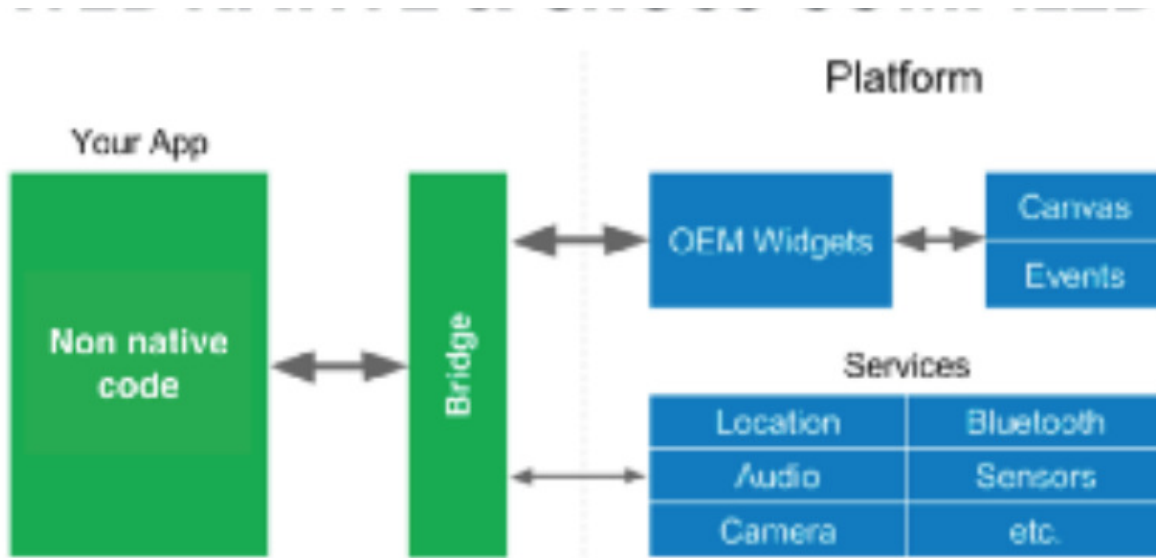 Platform
Your App
OEM Widgets
Canvas
Events
Non native
code
Bridge
Services
Location
Bluetooth
Audio
Sensors
Camera
etc.